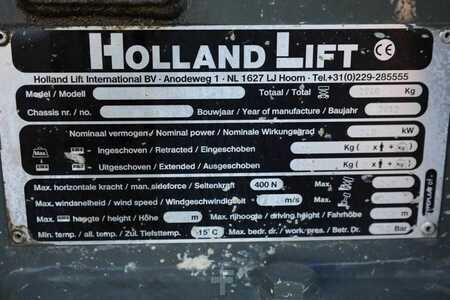 HOLLAND LIFT CE
Holland Lift International BV - Anodeweg 1 - NL 1627 LJ Hoorn - Tel.+31(0)229-285555
Model / Modell Totaal / Total Kg
Chassis nr. / no. Bouwjaar / Year of manufacture / Baujahr
Nominaal vermogen / Nominal power / Nominale Wirkungsgrad kW
Ingeschoven / Retracted / Eingeschoben Kg ( x + kg )
Uitgeschoven / Extended / Ausgeschoben Kg ( x + kg )
Max. horizontale kracht / man. sideforce / Seitenkraft 400 N Max.
Max. windsnelheid / wind speed / Windgeschwindigkeit m/s Max.
Max. hoogte / height / Höhe m Max. rijhoogte / driving height / Fahrhöhe m
Min. temp. / all. temp. / Zul. Tiefsttemp. -15°C Max. bedr. dr. / work. pres. / Betr. Dr. Bar